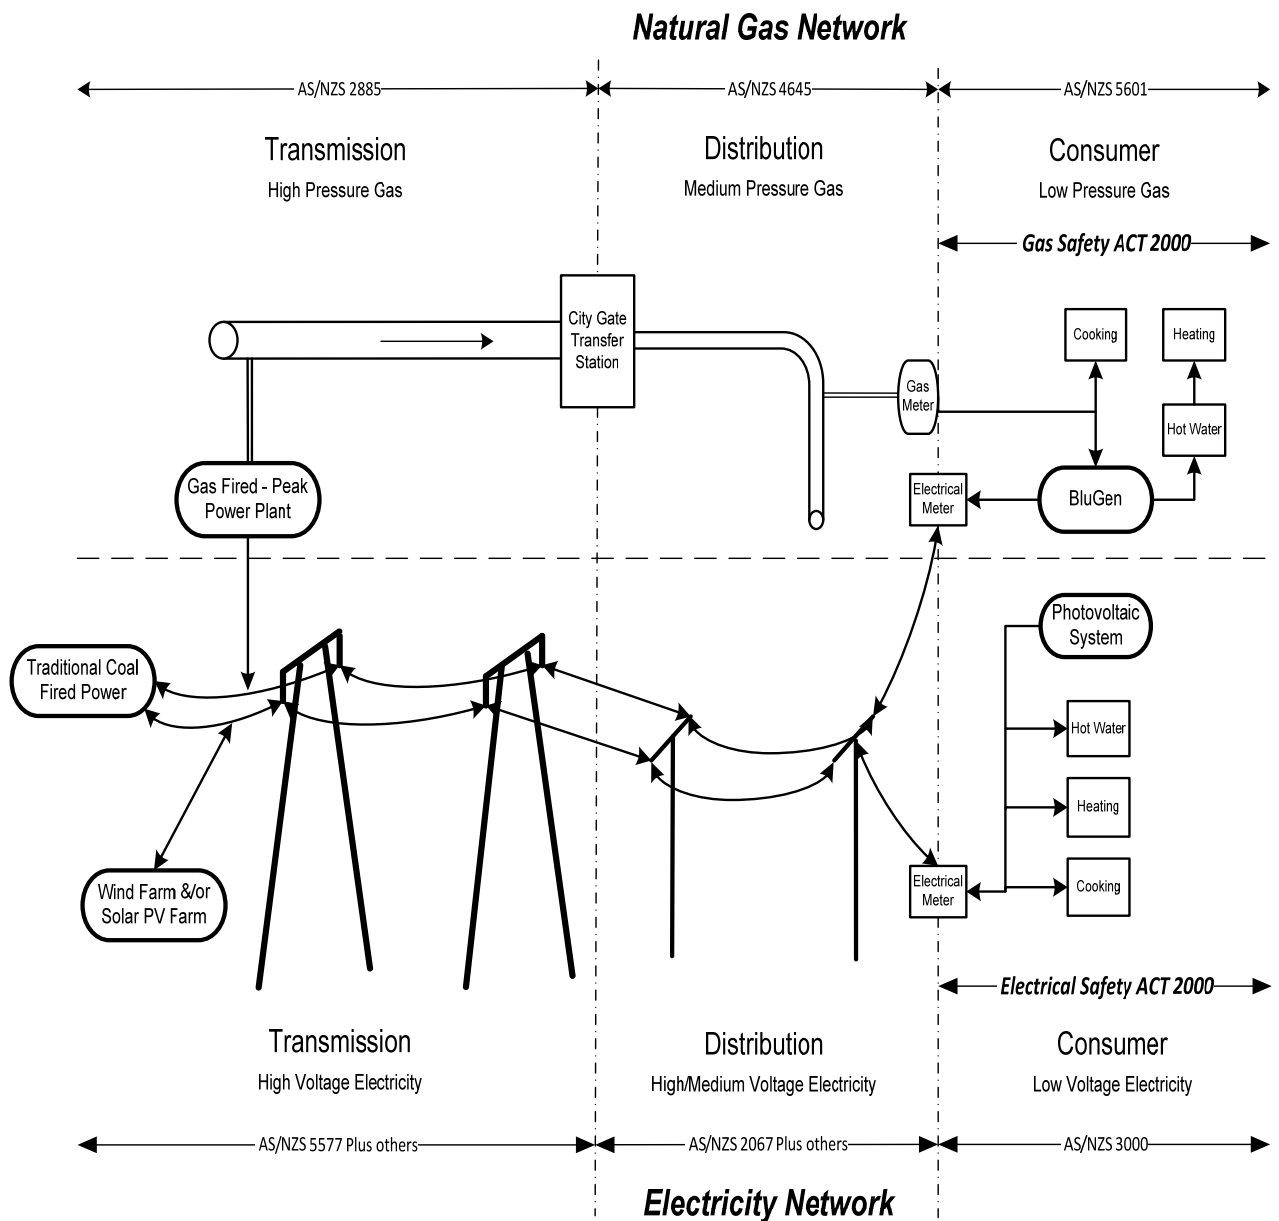 Natural Gas Network
AS/NZS 2885
AS/NZS 4645
AS/NZS 5601
Transmission
High Pressure Gas
Distribution
Medium Pressure Gas
Consumer
Low Pressure Gas
Gas Safety ACT 2000
City Gate
Transfer
Station
Cooking
Heating
Gas
Meter
Hot Water
Gas Fired - Peak
Power Plant
Electrical
Meter
BluGen
Photovoltaic
System
Traditional Coal
Fired Power
Hot Water
Heating
Wind Farm &/or
Solar PV Farm
Electrical
Meter
Cooking
Electrical Safety ACT 2000
Transmission
High Voltage Electricity
Distribution
High/Medium Voltage Electricity
Consumer
Low Voltage Electricity
AS/NZS 5577 Plus others
AS/NZS 2067 Plus others
AS/NZS 3000
Electricity Network